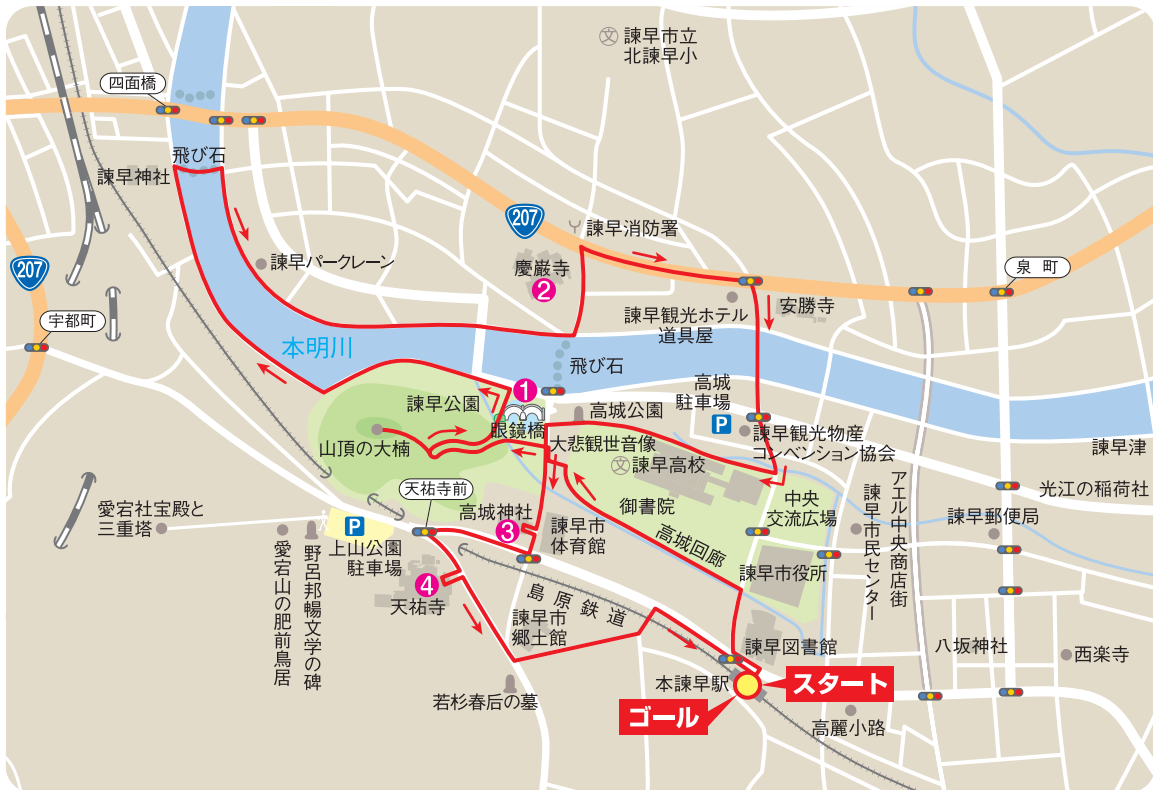 諫早市立
北諫早小
四面橋
飛び石
諫早神社
207
諫早消防署
諫早パークレーン
慶巌寺
2
207
泉 町
安勝寺
諫早観光ホテル
道具屋
宇都町
本明川
飛び石
高城
駐車場
P
1
諫早公園
眼鏡橋
高城公園
大悲観世音像
諫早観光物産
コンベンション協会
山頂の大楠
諫早高校
諫早津
アエル中央商店街
光江の稲荷社
天祐寺前
御書院
中央
交流広場
諫早市民センター
諫早郵便局
愛宕社宝殿と
三重塔
P
上山公園
駐車場
高城神社
3
諫早市
体育館
高城回廊
諫早市役所
愛宕山の肥前鳥居
野呂邦暢文学の碑
4
天祐寺
島原鉄道
諫早市
郷土館
諫早図書館
八坂神社
西楽寺
若杉春后の墓
本諫早駅
スタート
ゴール
高麗小路
文
文